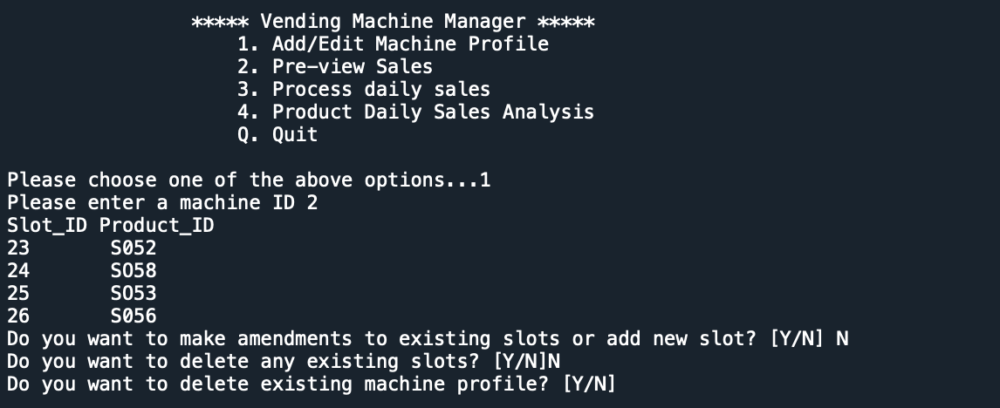 ***** Vending Machine Manager *****
1. Add/Edit Machine Profile
2. Pre-view Sales
3. Process daily sales
4. Product Daily Sales Analysis
Q. Quit
Please choose one of the above options...1
Please enter a machine ID 2
Slot_ID Product_ID
23 S052
24 SO58
25 SO53
26 S056
Do you want to make amendments to existing slots or add new slot? [Y/N] N
Do you want to delete any existing slots? [Y/N]N
Do you want to delete existing machine profile? [Y/N]